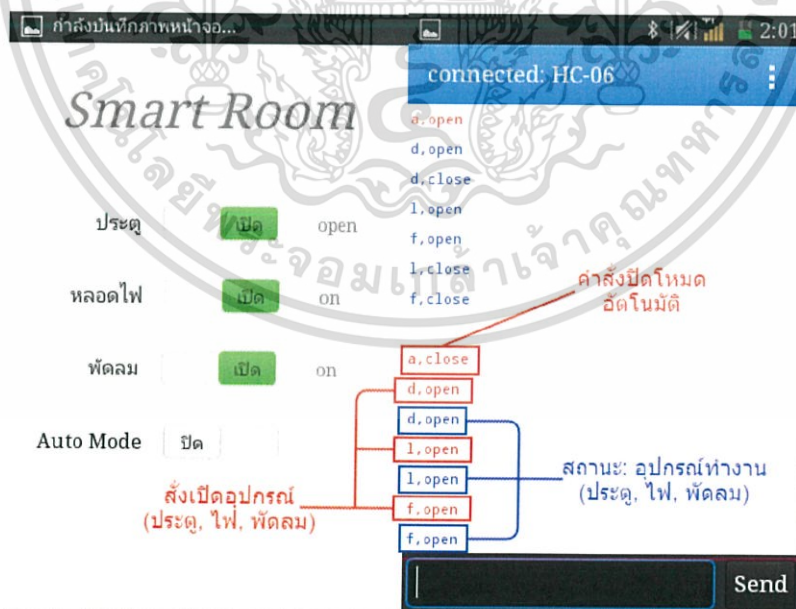 กำลังบันทึกภาพหน้าจอ...
Smart Room
ประตู เปิด open
หลอดไฟ เปิด on
พัดลม เปิด on
Auto Mode ปิด
สั่งเปิดอุปกรณ์
(ประตู, ไฟ, พัดลม)
2:01
connected: HC-06
a,open
d,open
d,close
l,open
f,open
l,close
f,close
คำสั่งปิดโหมด
อัตโนมัติ
a,close
d,open
d,open
l,open
l,open
f,open
f,open
สถานะ: อุปกรณ์ทำงาน
(ประตู, ไฟ, พัดลม)
Send